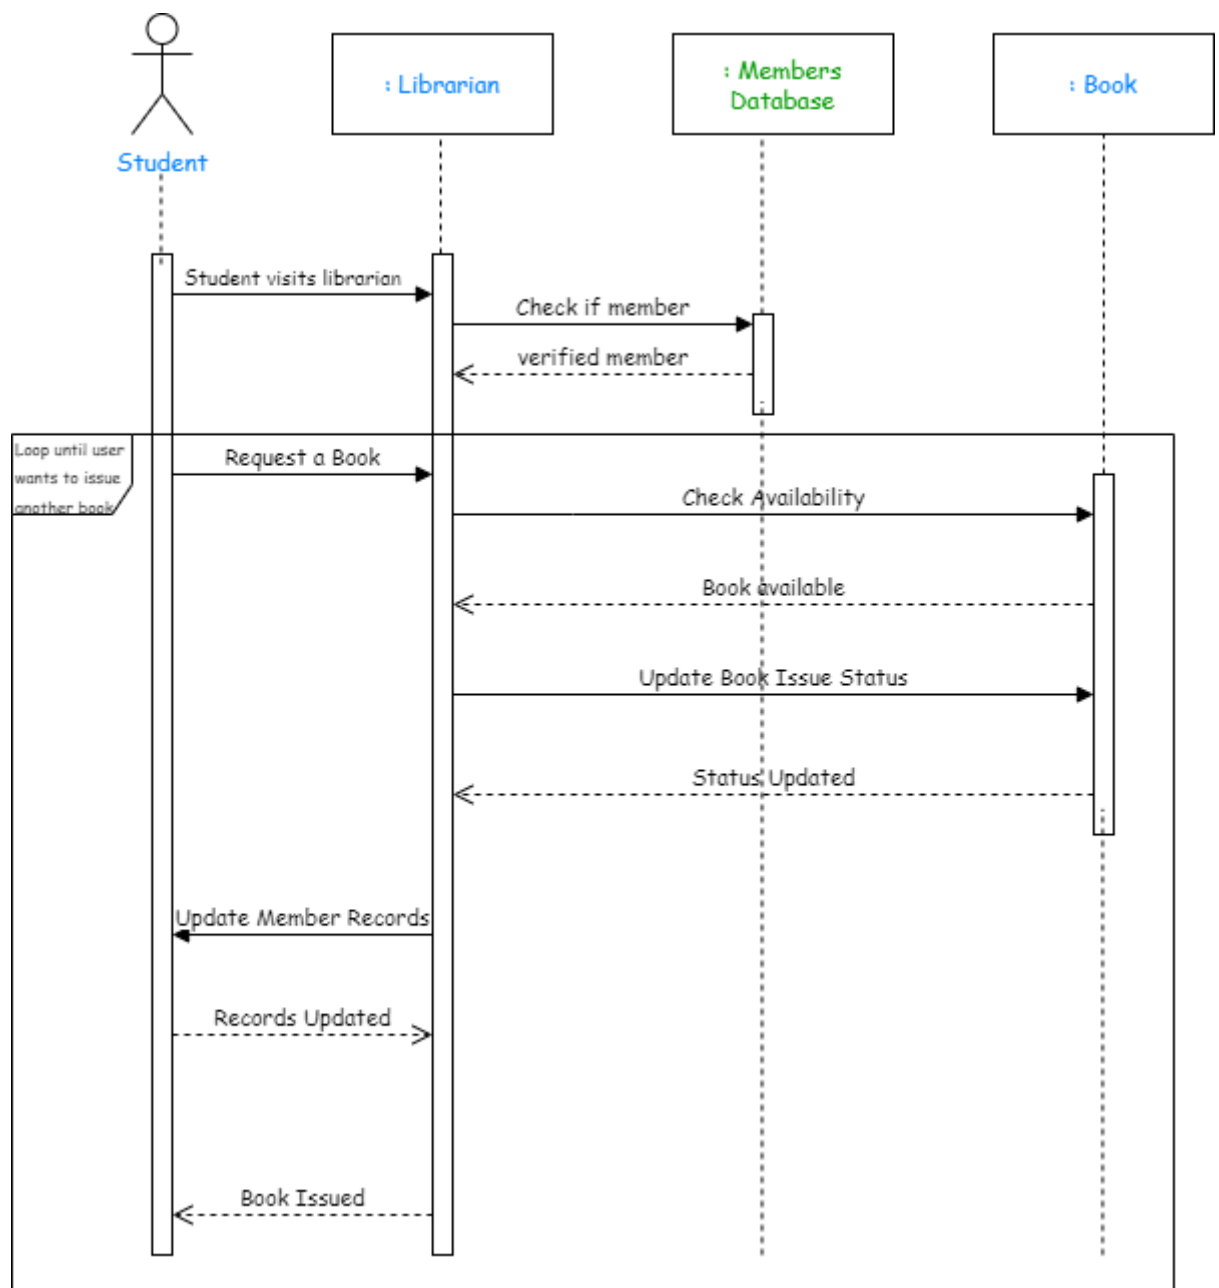 Student
: Librarian
: Members
Database
: Book
Student visits librarian
Check if member
verified member
Loop until user
wants to issue
another book
Request a Book
Check Availability
Book available
Update Book Issue Status
Status Updated
Update Member Records
Records Updated
Book Issued